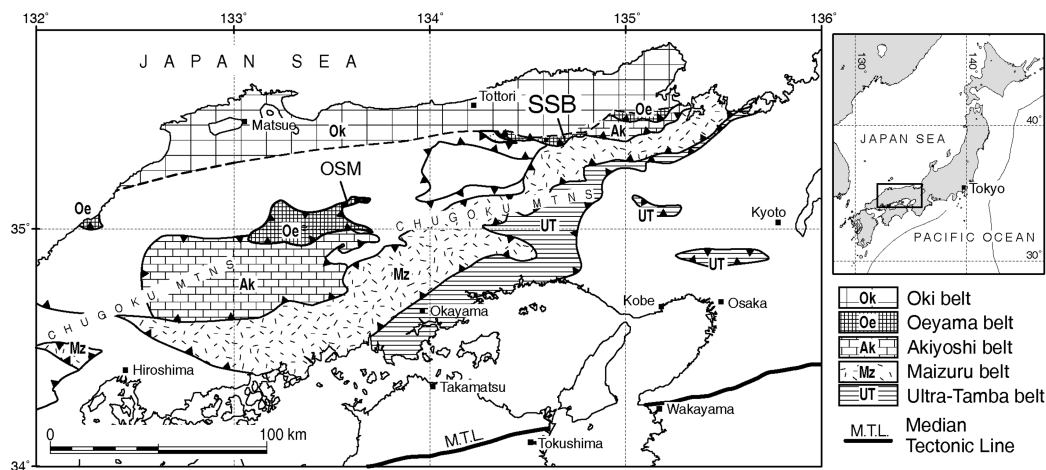 132° 133° 134° 135° 136°
JAPAN SEA
Tottori
SSB
Oe
Matsue
Ok
Ak
OSM
Oe
CHUGOKU MTNS
UT
Kyoto
35°
Oe
UT
Mz
UT
CHUGOKU MTNS
Ak
Kobe
Osaka
Okayama
Mz
Hiroshima
Takamatsu
Wakayama
0 100 km
M.T.L.
Tokushima
34°
130° 140°
40°
JAPAN SEA
Tokyo
PACIFIC OCEAN
30°
Ok Oki belt
Oe Oeyama belt
Ak Akiyoshi belt
Mz Maizuru belt
UT Ultra-Tamba belt
M.T.L. Median
Tectonic Line